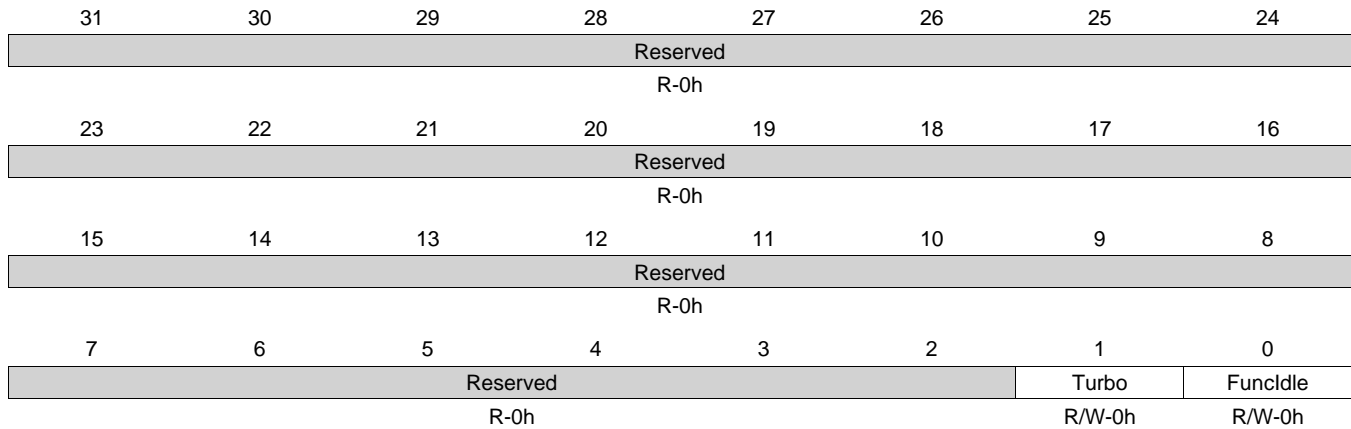 31 30 29 28 27 26 25 24
Reserved
R-0h
23 22 21 20 19 18 17 16
Reserved
R-0h
15 14 13 12 11 10 9 8
Reserved
R-0h
7 6 5 4 3 2 1 0
Reserved Turbo FuncIdle
R-0h R/W-0h R/W-0h